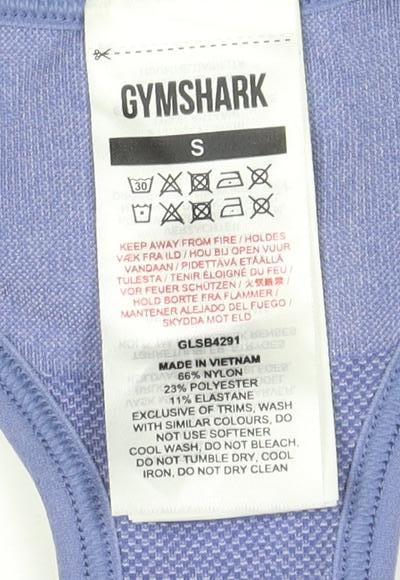 GYMSHARK
S
30
KEEP AWAY FROM FIRE / HOLDES
VÆK FRA ILD / HOU BIJ OPEN VUUR
VANDAAN / PIDETTÄVÄ ETÄÄLLÄ
TULESTA / TENIR ÉLOIGNÉ DU FEU /
VOR FEUER SCHÜTZEN / 火気厳禁 /
HOLD BORTE FRA FLAMMER /
MANTENER ALEJADO DEL FUEGO /
SKYDDA MOT ELD
GLSB4291
MADE IN VIETNAM
66% NYLON
23% POLYESTER
11% ELASTANE
EXCLUSIVE OF TRIMS, WASH
WITH SIMILAR COLOURS, DO
NOT USE SOFTENER
COOL WASH, DO NOT BLEACH.
DO NOT TUMBLE DRY, COOL
IRON, DO NOT DRY CLEAN